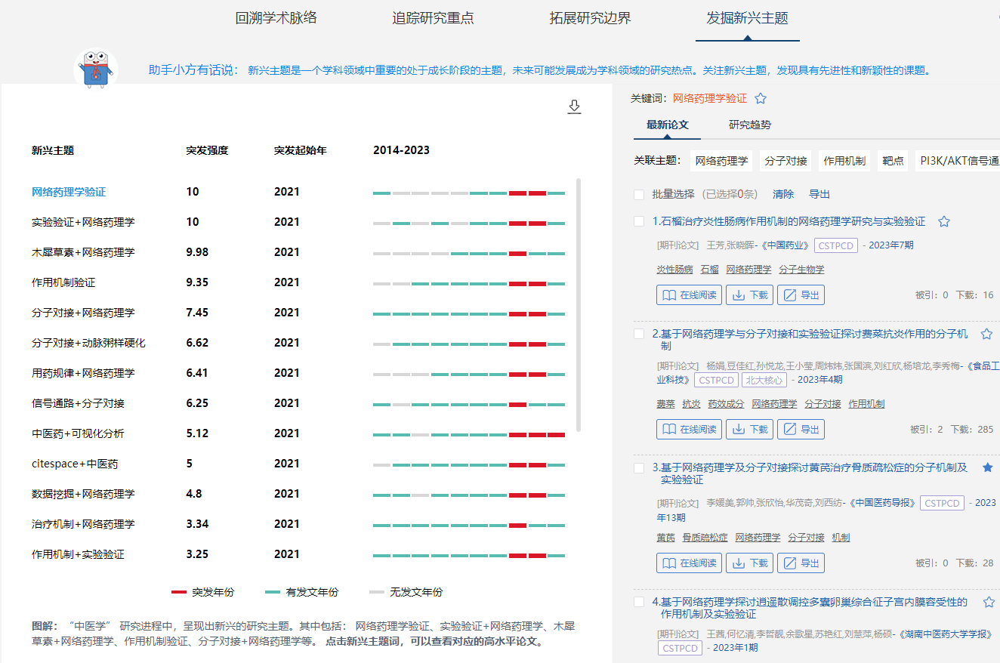 回溯学术脉络 追踪研究重点 拓展研究边界 发掘新兴主题
助手小方有话说： 新兴主题是一个学科领域中重要的处于成长阶段的主题，未来可能发展成为学科领域的研究热点。关注新兴主题，发现具有先进性和新颖性的课题。
新兴主题 突发强度 突发起始年 2014-2023
网络药理学验证 10 2021
实验验证+网络药理学 10 2021
木犀草素+网络药理学 9.98 2021
作用机制验证 9.35 2021
分子对接+网络药理学 7.45 2021
分子对接+动脉粥样硬化 6.62 2021
用药规律+网络药理学 6.41 2021
信号通路+分子对接 6.25 2021
中医药+可视化分析 5.12 2021
citespace+中医药 5 2021
数据挖掘+网络药理学 4.8 2021
治疗机制+网络药理学 3.34 2021
作用机制+实验验证 3.25 2021
突发年份 有发文年份 无发文年份
图解： “中医学” 研究进程中，呈现出新兴的研究主题。其中包括： 网络药理学验证、实验验证+网络药理学、木犀
草素+网络药理学、作用机制验证、分子对接+网络药理学等。 点击新兴主题词，可以查看对应的高水平论文。
关键词： 网络药理学验证
最新论文 研究趋势
关联主题： 网络药理学 分子对接 作用机制 靶点 PI3K/AKT信号通
批量选择 (已选择0条) 清除 导出
1.石榴治疗炎性肠病作用机制的网络药理学研究与实验验证
[期刊论文] 王芳,张晓晖-《中国药业》 CSTPCD - 2023年7期
炎性肠病 石榴 网络药理学 分子生物学
在线阅读 下载 导出 被引：0 下载：16
2.基于网络药理学与分子对接和实验验证探讨费菜抗炎作用的分子机
制
[期刊论文] 杨娟,豆佳红,孙悦龙,王小莹,周炜炜,张国滨,刘红欣,杨培龙,李秀梅-《食品工
业科技》 CSTPCD 北大核心 - 2023年4期
费菜 抗炎 药效成分 网络药理学 分子对接 作用机制
在线阅读 下载 导出 被引：2 下载：285
3.基于网络药理学及分子对接探讨黄芪治疗骨质疏松症的分子机制及
实验验证
[期刊论文] 李媛美,郭帅,张欣怡,华茂奇,刘西纺-《中国医药导报》 CSTPCD - 2023
年13期
黄芪 骨质疏松症 网络药理学 分子对接 机制
在线阅读 下载 导出 被引：0 下载：28
4.基于网络药理学探讨逍遥散调控多囊卵巢综合征子宫内膜容受性的
作用机制及实验验证
[期刊论文] 王茜,何忆清,李哲靓,余歌星,苏艳红,刘慧萍,杨硕-《湖南中医药大学学报》
CSTPCD - 2023年1期